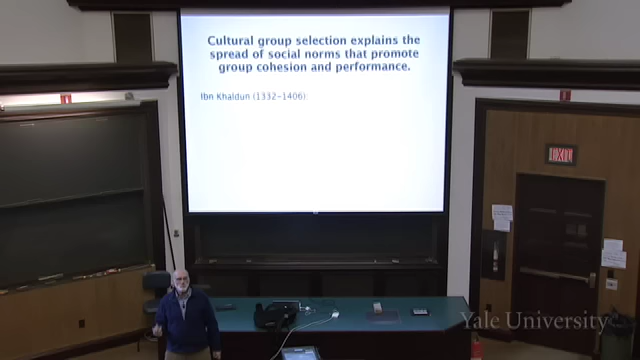 Cultural group selection explains the
spread of social norms that promote
group cohesion and performance.
Ibn Khaldun (1332–1406):
EXIT
Yale University